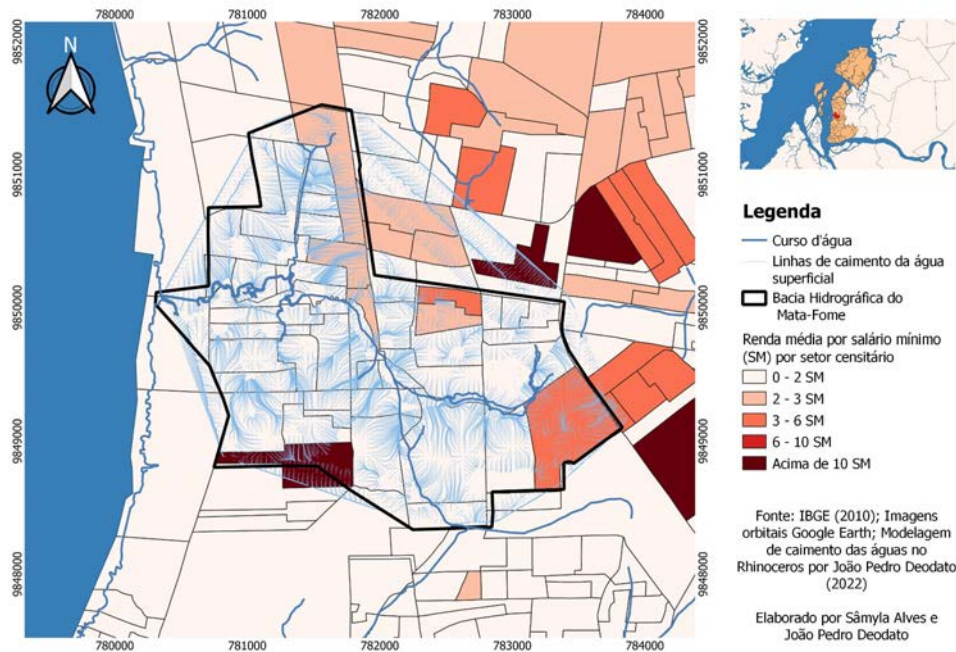 780000
781000
782000
783000
784000
9852000
9852000
N
9851000
9851000
9850000
9850000
9849000
9849000
9848000
9848000
780000
781000
782000
783000
784000
Legenda
Curso d'água
Linhas de caimento da água
superficial
Bacia Hidrográfica do
Mata-Fome
Renda média por salário mínimo
(SM) por setor censitário
0 - 2 SM
2 - 3 SM
3 - 6 SM
6 - 10 SM
Acima de 10 SM
Fonte: IBGE (2010); Imagens
orbitais Google Earth; Modelagem
de caimento das águas no
Rhinoceros por João Pedro Deodato
(2022)
Elaborado por Sâmyla Alves e
João Pedro Deodato